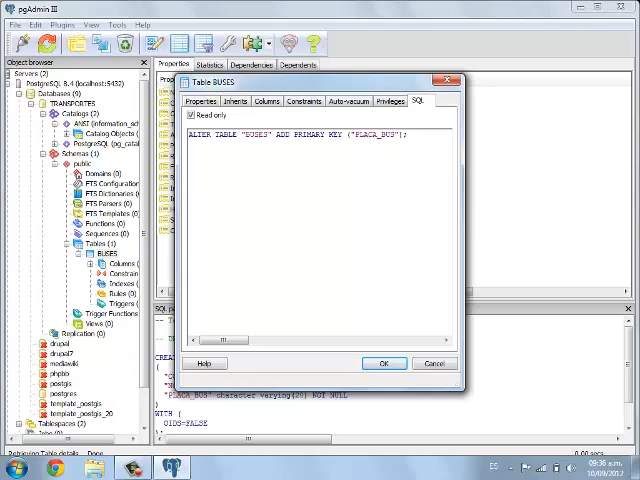 pgAdmin III
File Edit Plugins View Tools Help
Object browser
Servers (2)
PostgreSQL 8.4 (localhost:5432)
Databases (9)
TRANSPORTES
Catalogs (2)
ANSI (information_sch
Catalog Objects (
PostgreSQL (pg_catal
Schemas (1)
public
Domains (0)
FTS Configuration
FTS Dictionaries
FTS Parsers (0)
FTS Templates (0)
Functions (0)
Sequences (0)
Tables (1)
BUSES
Columns (
Constrain
Indexes (
Rules (0)
Triggers (
Trigger Functions
Views (0)
Replication (0)
drupal
drupal7
mediawiki
phpbb
postgis
postgres
template_postgis
template_postgis_20
Tablespaces (2)
Properties Statistics Dependencies Dependents
Table BUSES
Properties Inherits Columns Constraints Auto-vacuum Privileges SQL
Read only
ALTER TABLE "BUSES" ADD PRIMARY KEY ("PLACA_BUS");
Help OK Cancel
SQL pa
CREA
(
"PLACA_BUS" character varying(20) NOT NULL
)
WITH (
OIDS=FALSE
Retrieving Table details... Done. 0.00 secs
ES
09:36 a.m.
10/09/2012